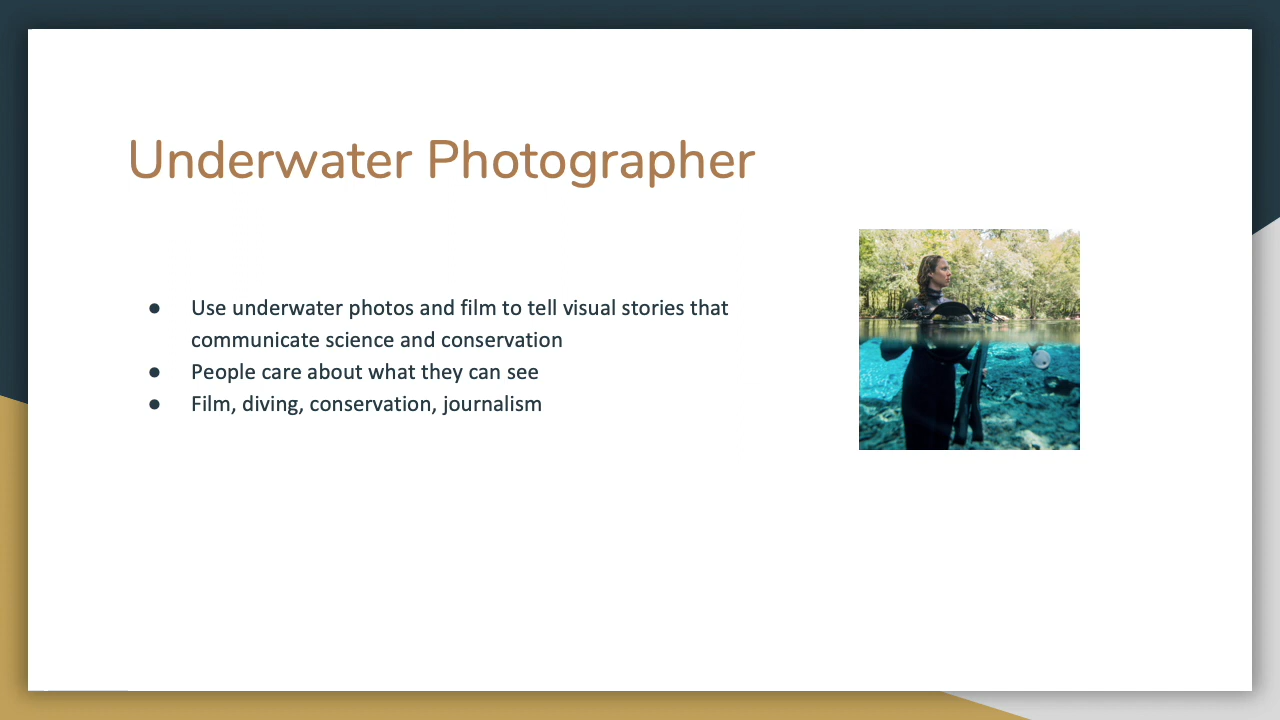 Underwater Photographer
● Use underwater photos and film to tell visual stories that
communicate science and conservation
● People care about what they can see
● Film, diving, conservation, journalism